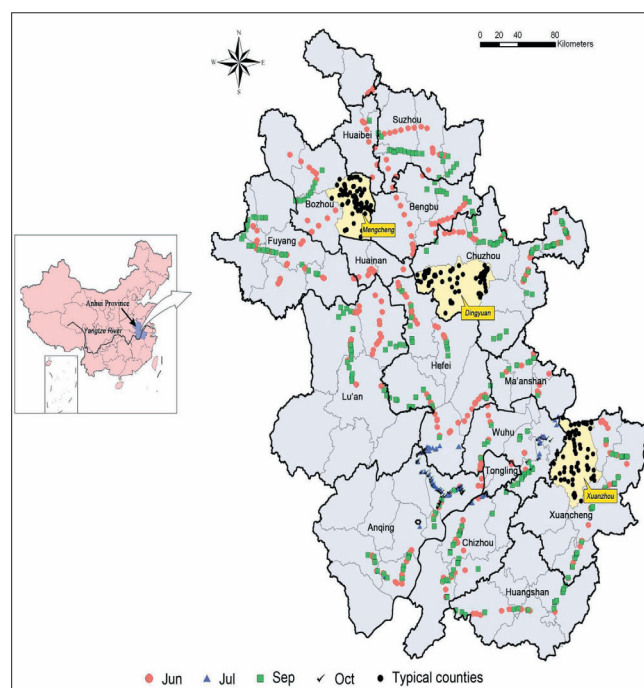 N
W E
S
0 20 40 80
Kilometers
Suzhou
Huaibei
Bozhou
Mengcheng
Bengbu
Fuyang
Chuzhou
Huainan
Dingyuan
Anhui Province
Yangtze River
Hefei
Ma'anshan
Lu'an
Wuhu
Tongling
Xuanzhou
Xuancheng
Anqing
Chizhou
Huangshan
Jun Jul Sep Oct Typical counties